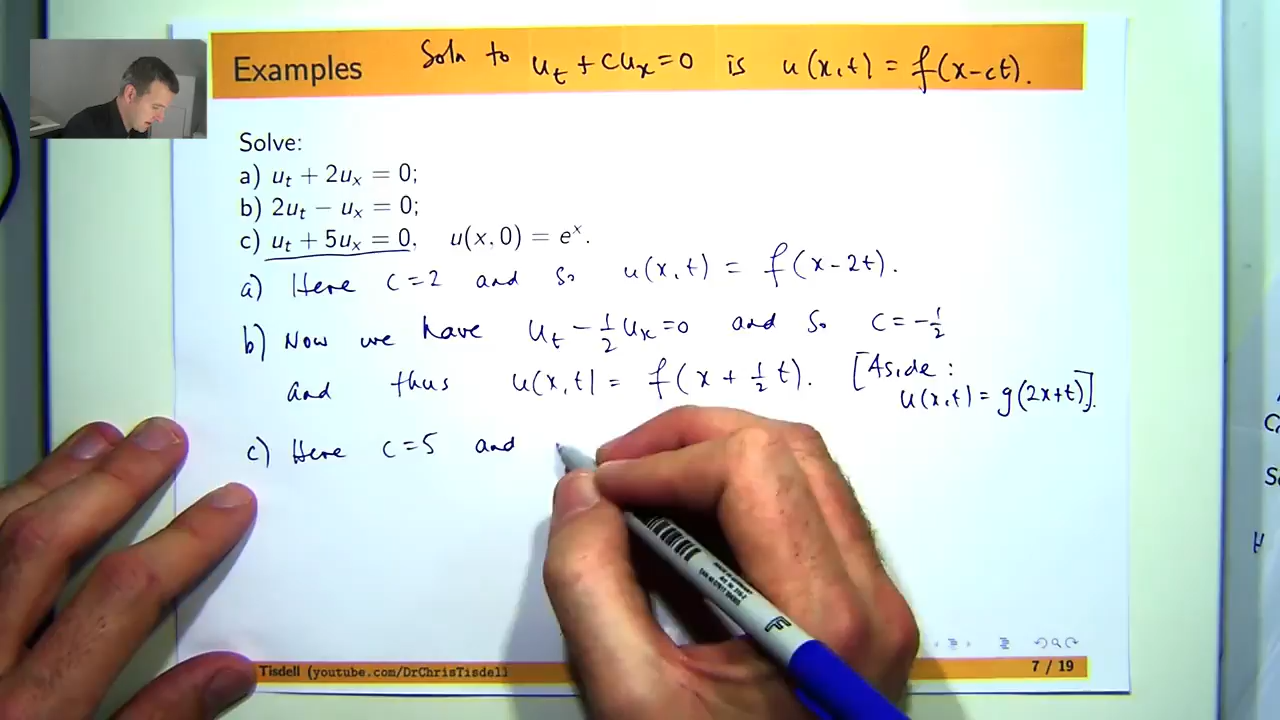 Examples Soln to u_t + cu_x = 0 is u(x,t) = f(x-ct).
Solve:
a) u_t + 2u_x = 0;
b) 2u_t − u_x = 0;
c) u_t + 5u_x = 0, u(x,0) = e^x.
a) Here c=2 and so u(x,t) = f(x-2t).
b) Now we have u_t - 1/2 u_x = 0 and so c = -1/2
and thus u(x,t) = f(x + 1/2 t). [Aside:
u(x,t) = g(2x+t)].
c) Here c=5 and
Tisdell (youtube.com/DrChrisTisdell
7 / 19
F